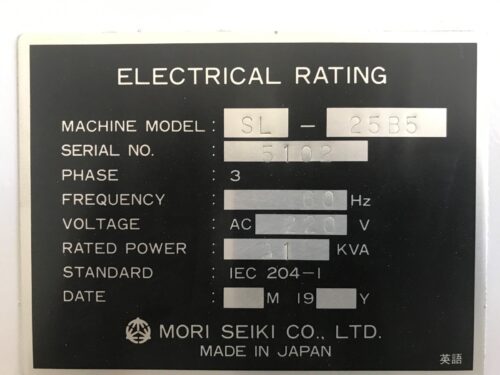 ELECTRICAL RATING
MACHINE MODEL : SL - 25B5
SERIAL NO. : 5102
PHASE : 3
FREQUENCY : 60 Hz
VOLTAGE : AC 220 V
RATED POWER : KVA
STANDARD : IEC 204-1
DATE : M 19 Y
MORI SEIKI CO., LTD.
MADE IN JAPAN
英語